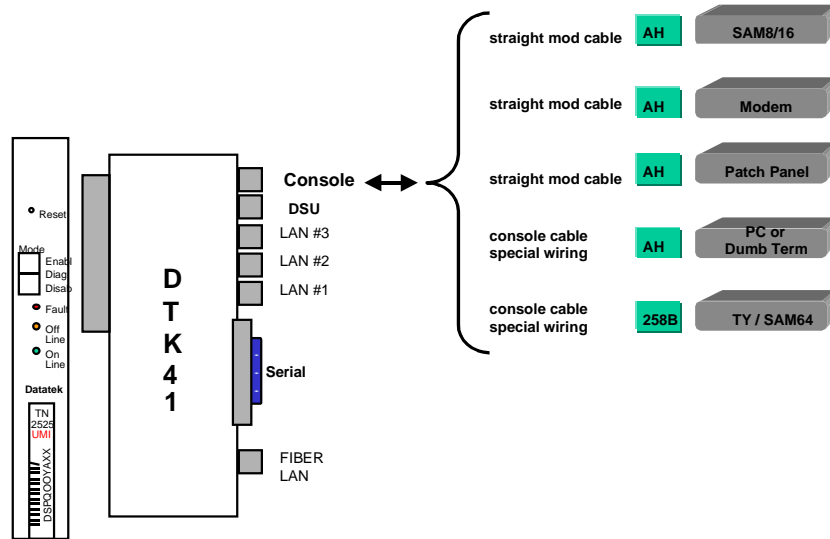 Reset
Mode
Enabl
Diag
Disab
Fault
Off
Line
On
Line
Datatek
TN
2525
UMI
DSPQOOYAXX
D
T
K
4
1
Console
DSU
LAN #3
LAN #2
LAN #1
Serial
FIBER
LAN
straight mod cable AH SAM8/16
straight mod cable AH Modem
straight mod cable AH Patch Panel
console cable
special wiring
AH
PC or
Dumb Term
console cable
special wiring
258B
TY / SAM64